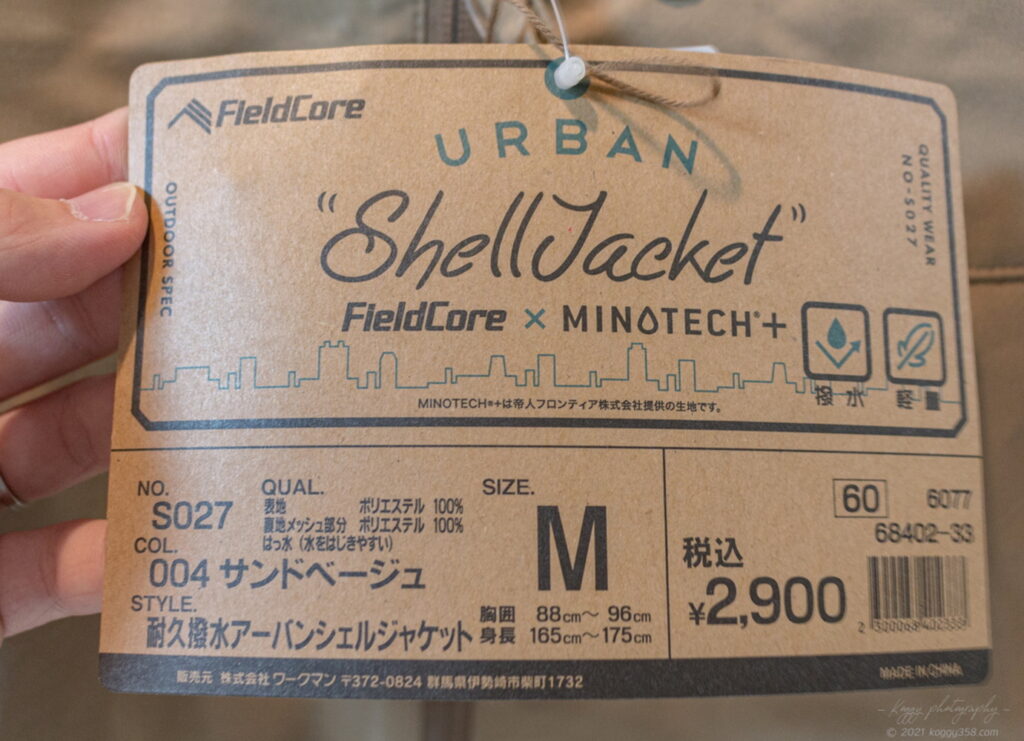 FieldCore
URBAN
"ShellJacket"
FieldCore × MINOTECH®+
OUTDOOR SPEC
QUALITY WEAR
NO-S027
撥水
軽量
MINOTECH®+は帝人フロンティア株式会社提供の生地です。
NO.
S027
QUAL.
表地 ポリエステル 100%
裏地メッシュ部分 ポリエステル 100%
はっ水（水をはじきやすい）
COL.
004 サンドベージュ
STYLE.
耐久撥水アーバンシェルジャケット
SIZE.
M
胸囲 88cm〜 96cm
身長 165cm〜175cm
60
6077
68402-33
税込
¥2,900
販売元 株式会社 ワークマン 〒372-0824 群馬県伊勢崎市柴町1732
MADE IN CHINA
- Koggy photography -
© 2021 koggy358.com